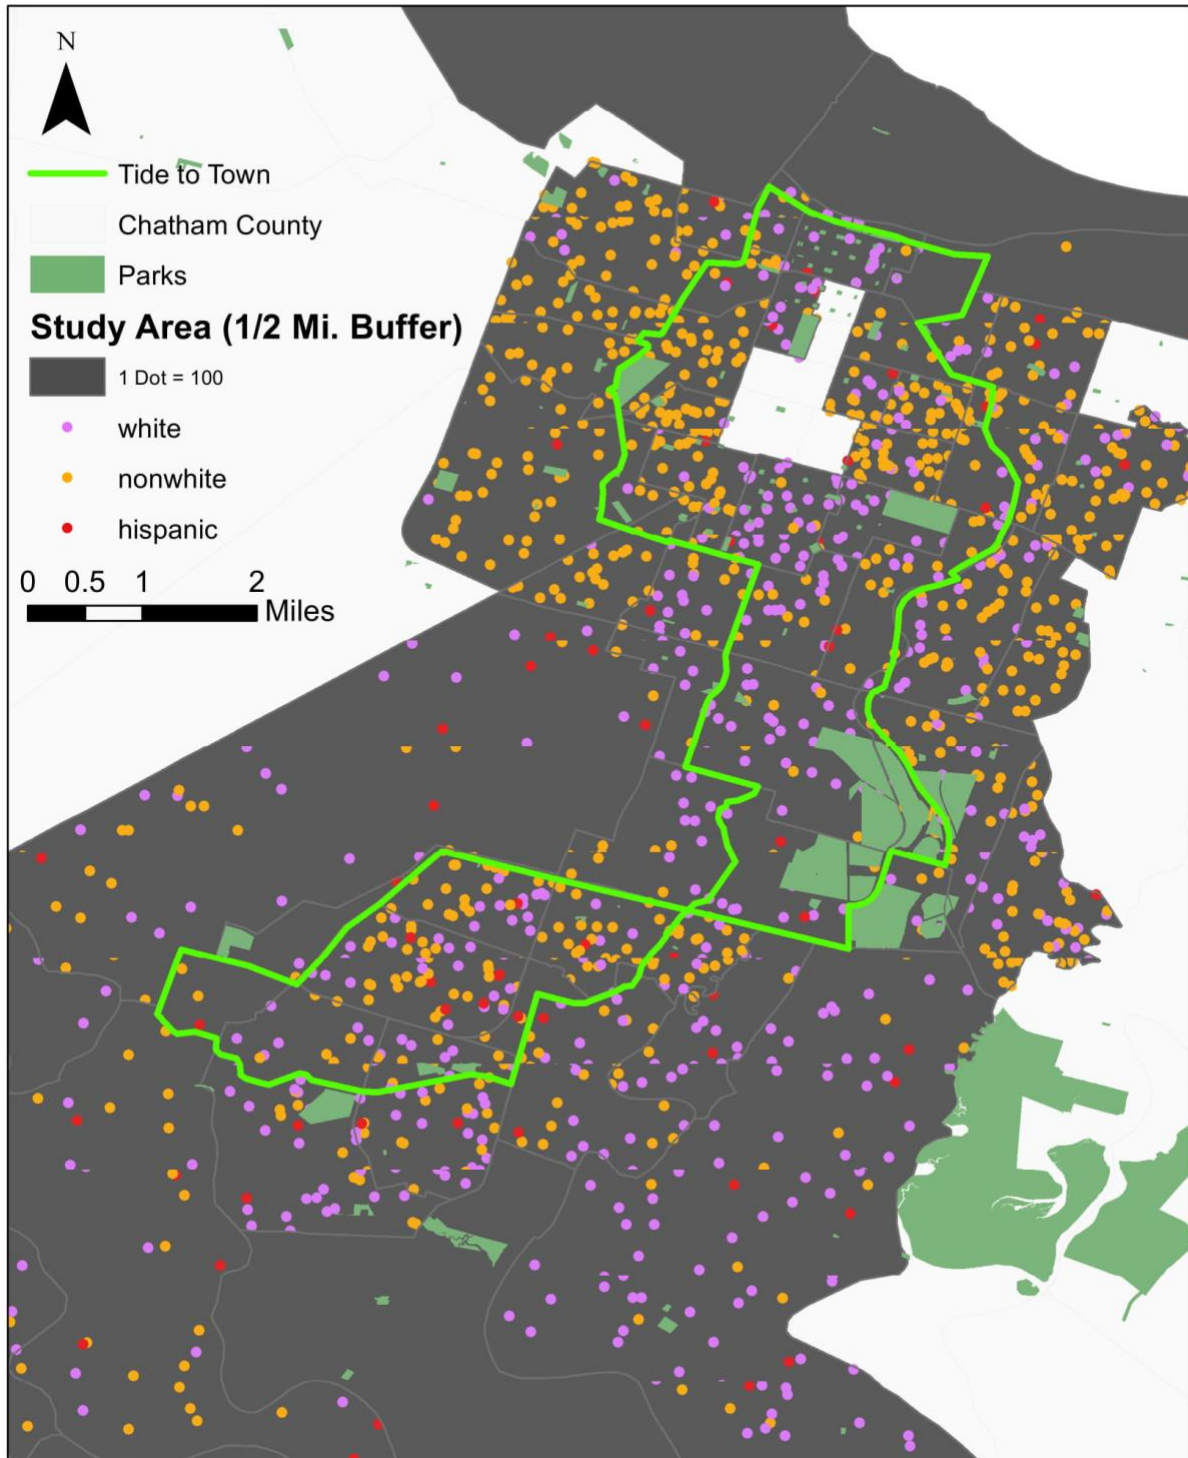 N
Tide to Town
Chatham County
Parks
Study Area (1/2 Mi. Buffer)
1 Dot = 100
white
nonwhite
hispanic
0 0.5 1 2
Miles